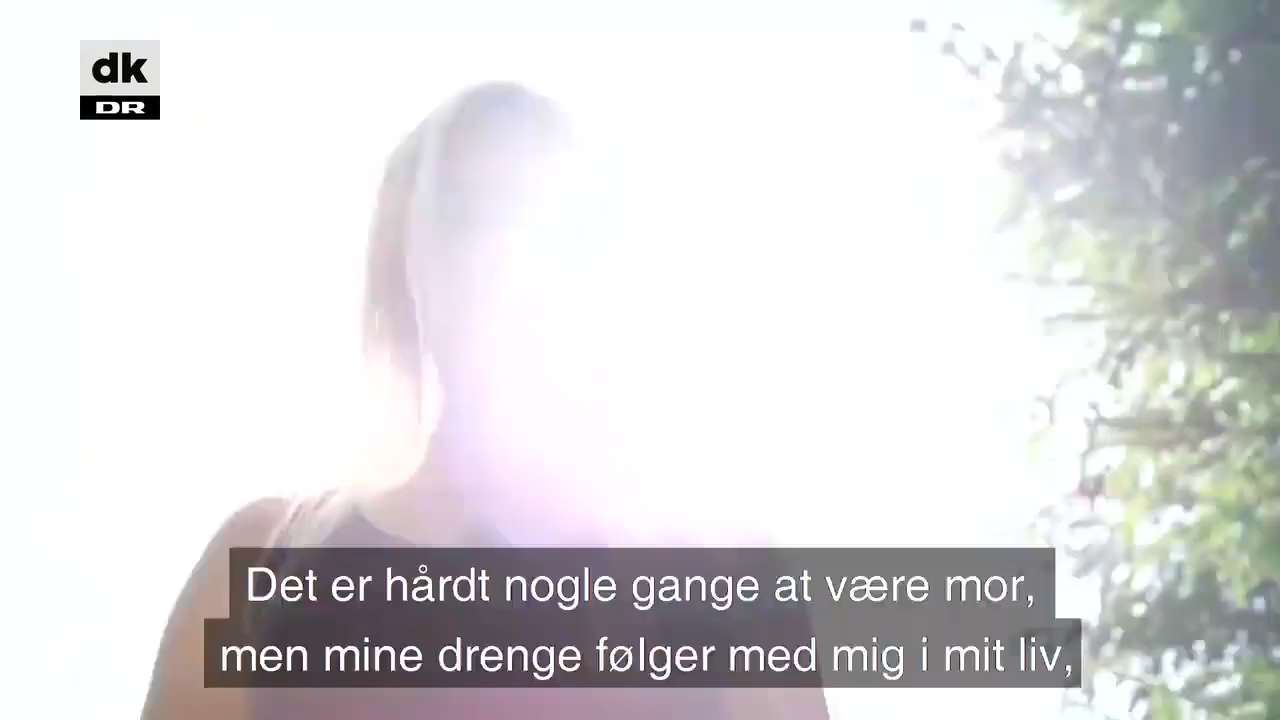 dk
DR
Det er hårdt nogle gange at være mor,
men mine drenge følger med mig i mit liv,